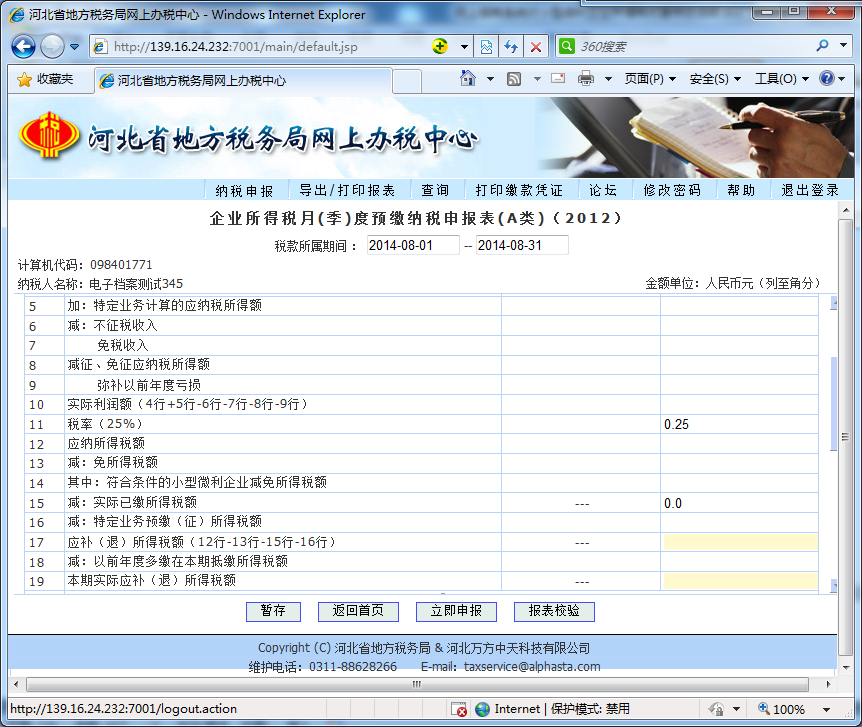 河北省地方税务局网上办税中心 - Windows Internet Explorer
http://139.16.24.232:7001/main/default.jsp 360搜索
收藏夹 河北省地方税务局网上办税中心 页面(P) 安全(S) 工具(O)
河北省地方税务局网上办税中心
纳税申报 导出/打印报表 查询 打印缴款凭证 论坛 修改密码 帮助 退出登录
企业所得税月(季)度预缴纳税申报表(A类)（2012）
税款所属期间： 2014-08-01 -- 2014-08-31
计算机代码：098401771
纳税人名称：电子档案测试345 金额单位：人民币元（列至角分）
5 加：特定业务计算的应纳税所得额
6 减：不征税收入
7 免税收入
8 减征、免征应纳税所得额
9 弥补以前年度亏损
10 实际利润额（4行+5行-6行-7行-8行-9行）
11 税率（25%） 0.25
12 应纳所得税额
13 减：免所得税额
14 其中：符合条件的小型微利企业减免所得税额
15 减：实际已缴所得税额 --- 0.0
16 减：特定业务预缴（征）所得税额
17 应补（退）所得税额（12行-13行-15行-16行） ---
18 减：以前年度多缴在本期抵缴所得税额
19 本期实际应补（退）所得税额 ---
暂存 返回首页 立即申报 报表校验
Copyright (C) 河北省地方税务局 & 河北万方中天科技有限公司
维护电话：0311-88628266 E-mail：taxservice@alphasta.com
http://139.16.24.232:7001/logout.action Internet | 保护模式: 禁用 100%